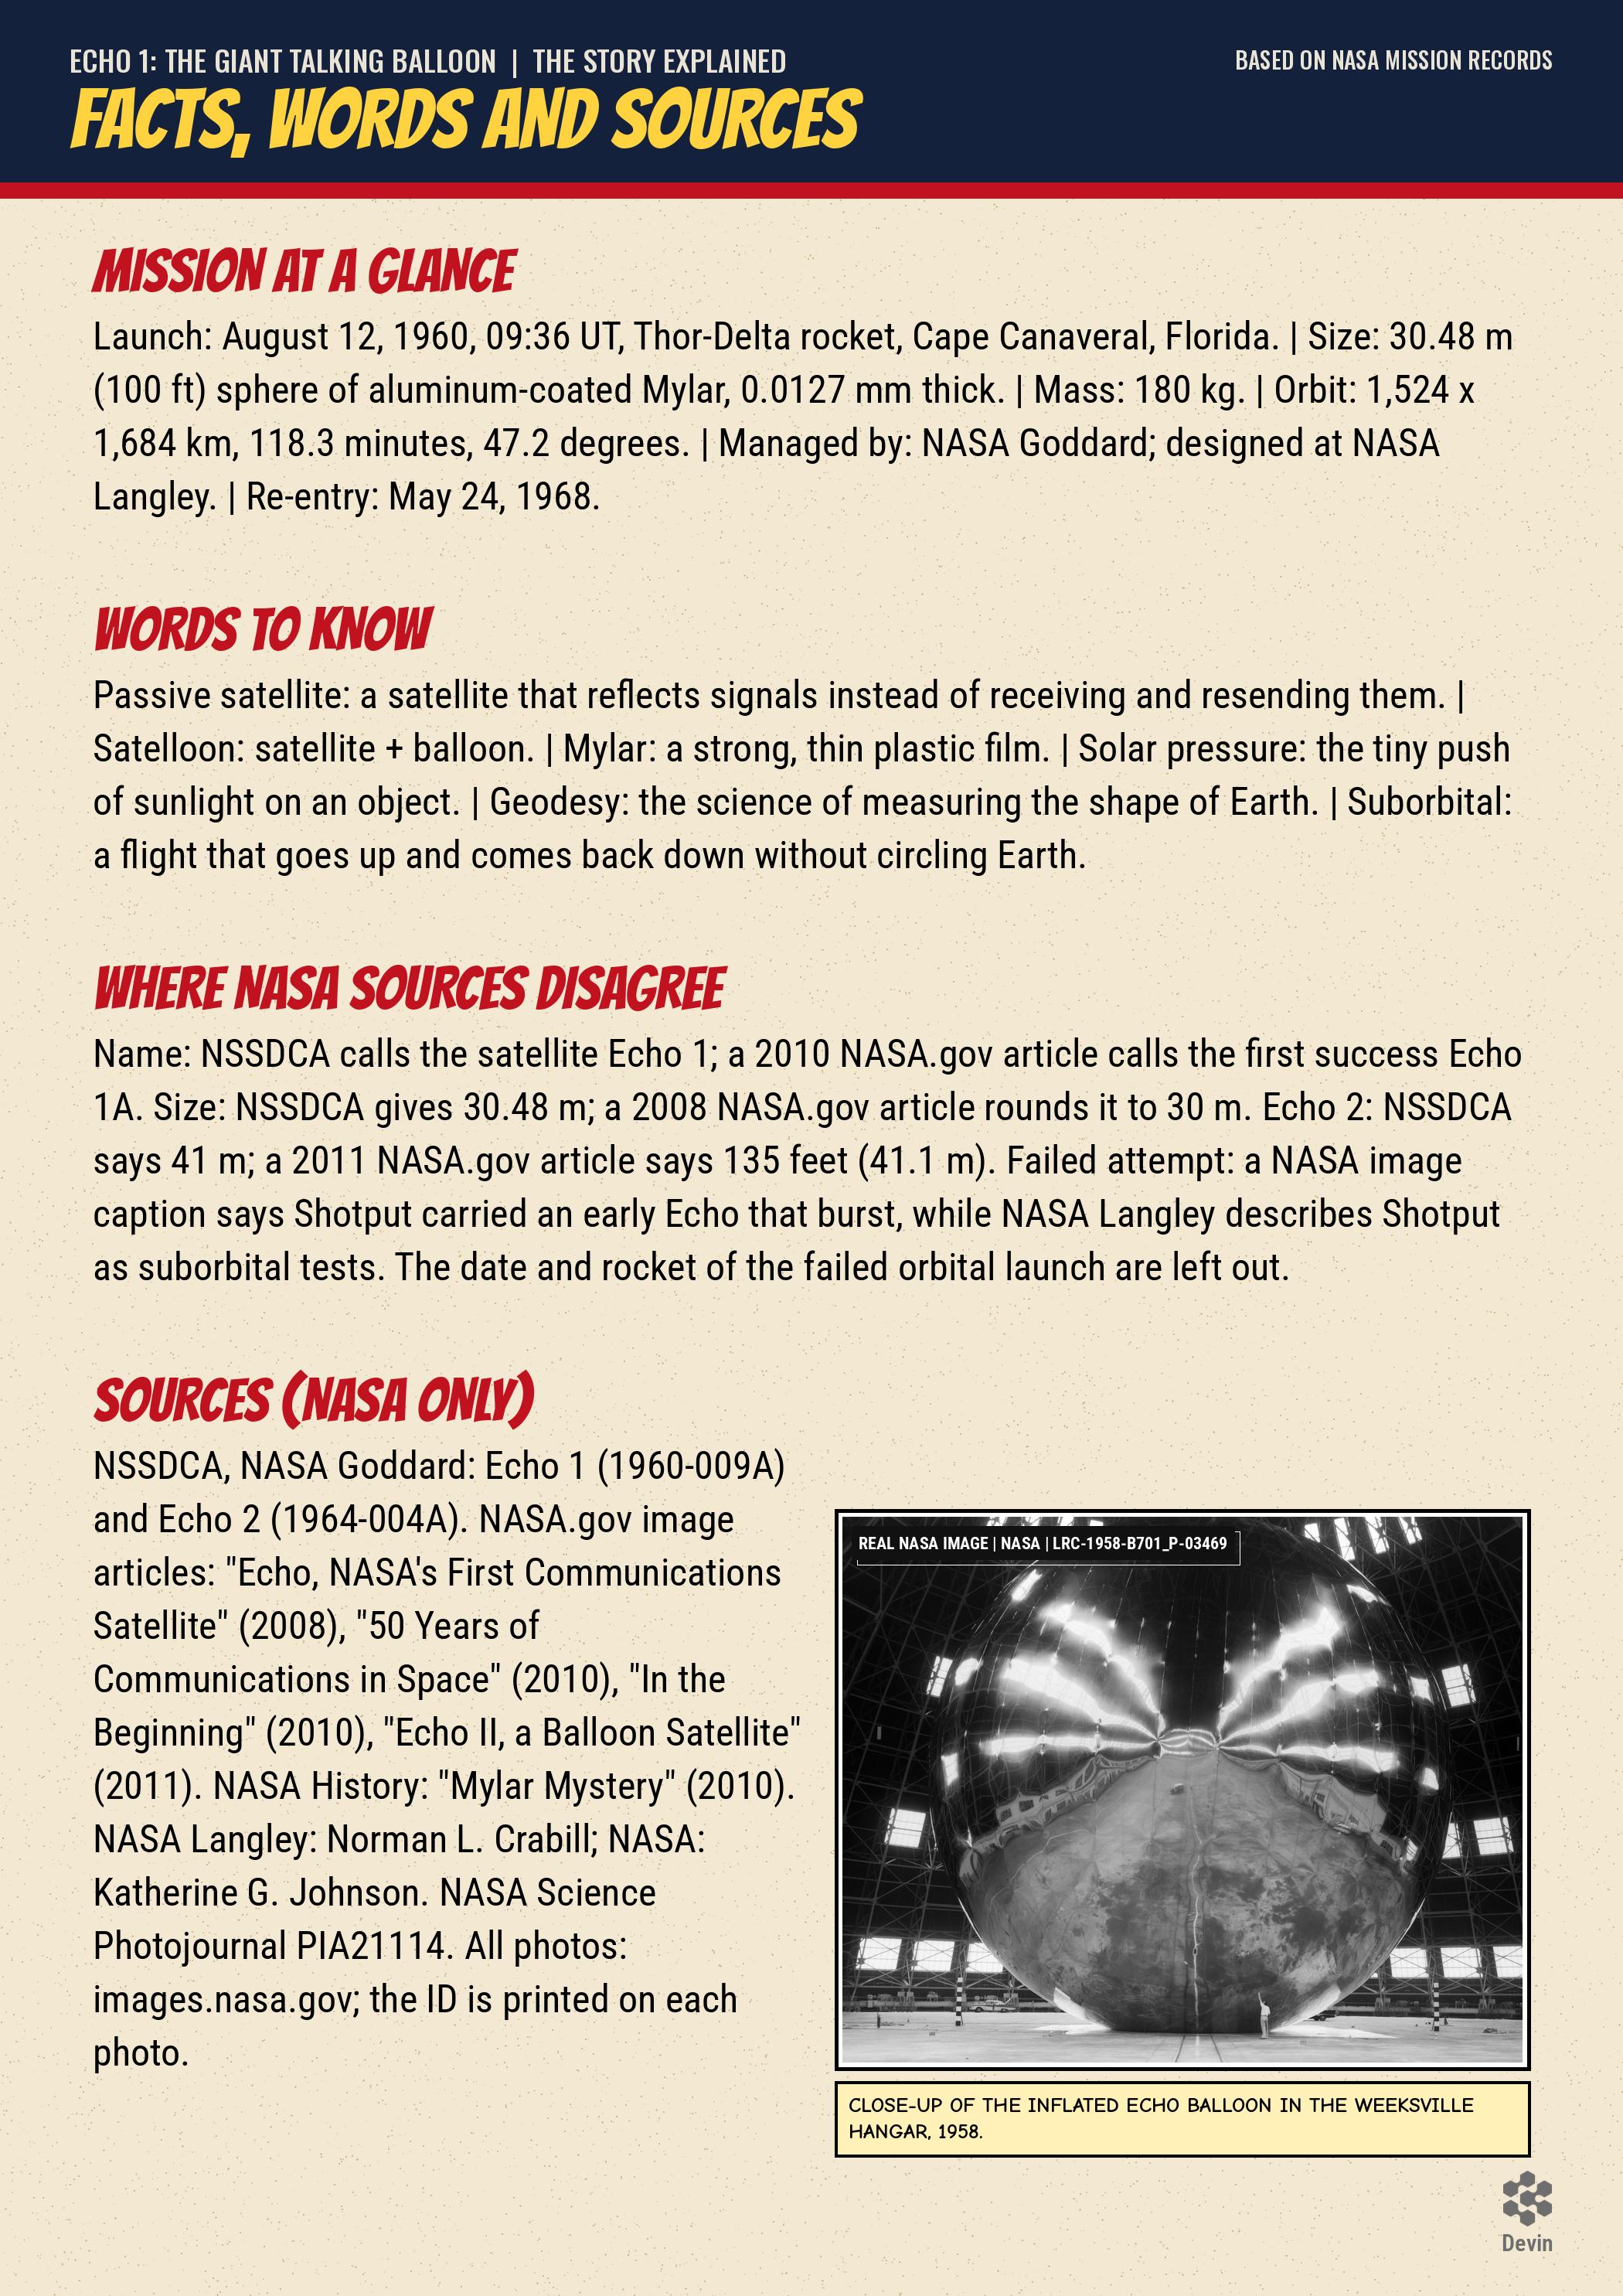 ECHO 1: THE GIANT TALKING BALLOON | THE STORY EXPLAINED
BASED ON NASA MISSION RECORDS
FACTS, WORDS AND SOURCES
MISSION AT A GLANCE
Launch: August 12, 1960, 09:36 UT, Thor-Delta rocket, Cape Canaveral, Florida. | Size: 30.48 m
(100 ft) sphere of aluminum-coated Mylar, 0.0127 mm thick. | Mass: 180 kg. | Orbit: 1,524 x
1,684 km, 118.3 minutes, 47.2 degrees. | Managed by: NASA Goddard; designed at NASA
Langley. | Re-entry: May 24, 1968.
WORDS TO KNOW
Passive satellite: a satellite that reflects signals instead of receiving and resending them. |
Satelloon: satellite + balloon. | Mylar: a strong, thin plastic film. | Solar pressure: the tiny push
of sunlight on an object. | Geodesy: the science of measuring the shape of Earth. | Suborbital:
a flight that goes up and comes back down without circling Earth.
WHERE NASA SOURCES DISAGREE
Name: NSSDCA calls the satellite Echo 1; a 2010 NASA.gov article calls the first success Echo
1A. Size: NSSDCA gives 30.48 m; a 2008 NASA.gov article rounds it to 30 m. Echo 2: NSSDCA
says 41 m; a 2011 NASA.gov article says 135 feet (41.1 m). Failed attempt: a NASA image
caption says Shotput carried an early Echo that burst, while NASA Langley describes Shotput
as suborbital tests. The date and rocket of the failed orbital launch are left out.
SOURCES (NASA ONLY)
NSSDCA, NASA Goddard: Echo 1 (1960-009A)
and Echo 2 (1964-004A). NASA.gov image
articles: "Echo, NASA's First Communications
Satellite" (2008), "50 Years of
Communications in Space" (2010), "In the
Beginning" (2010), "Echo II, a Balloon Satellite"
(2011). NASA History: "Mylar Mystery" (2010).
NASA Langley: Norman L. Crabill; NASA:
Katherine G. Johnson. NASA Science
Photojournal PIA21114. All photos:
images.nasa.gov; the ID is printed on each
photo.
REAL NASA IMAGE | NASA | LRC-1958-B701_P-03469
CLOSE-UP OF THE INFLATED ECHO BALLOON IN THE WEEKSVILLE
HANGAR, 1958.
Devin